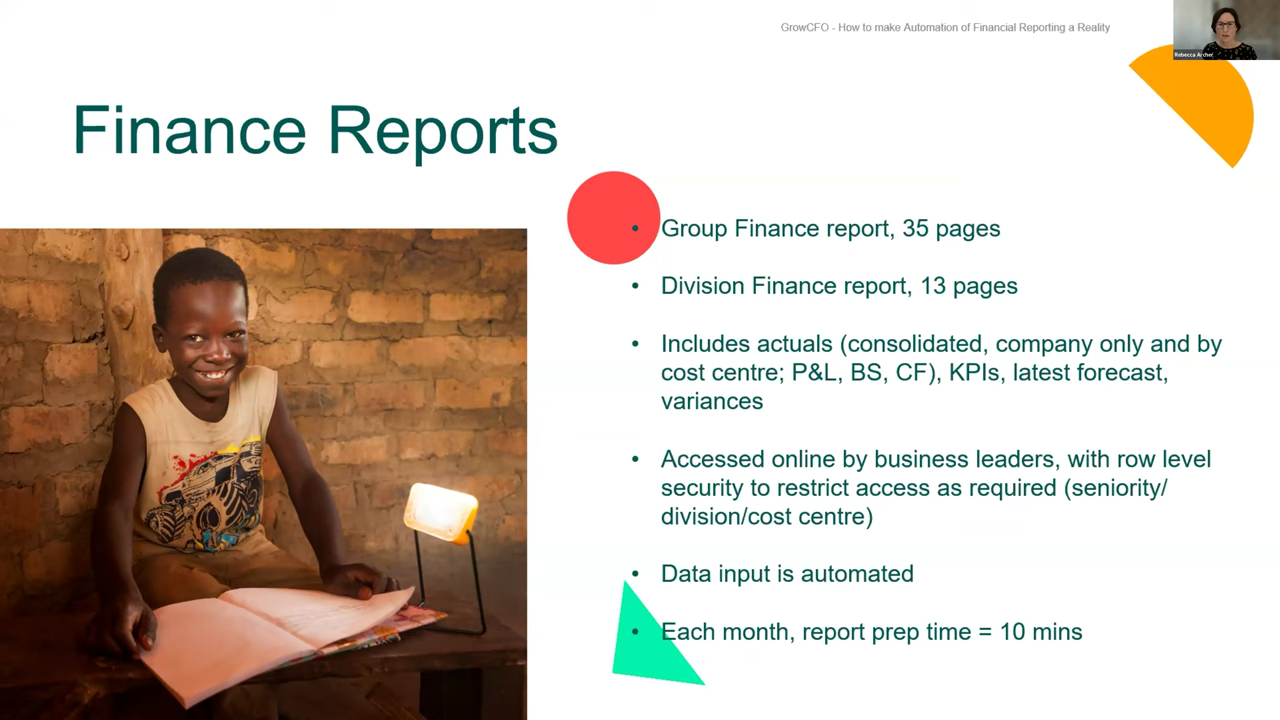 GrowCFO - How to make Automation of Financial Reporting a Reality
Rebecca Archer
Finance Reports
• Group Finance report, 35 pages
• Division Finance report, 13 pages
• Includes actuals (consolidated, company only and by
cost centre; P&L, BS, CF), KPIs, latest forecast,
variances
• Accessed online by business leaders, with row level
security to restrict access as required (seniority/
division/cost centre)
• Data input is automated
• Each month, report prep time = 10 mins